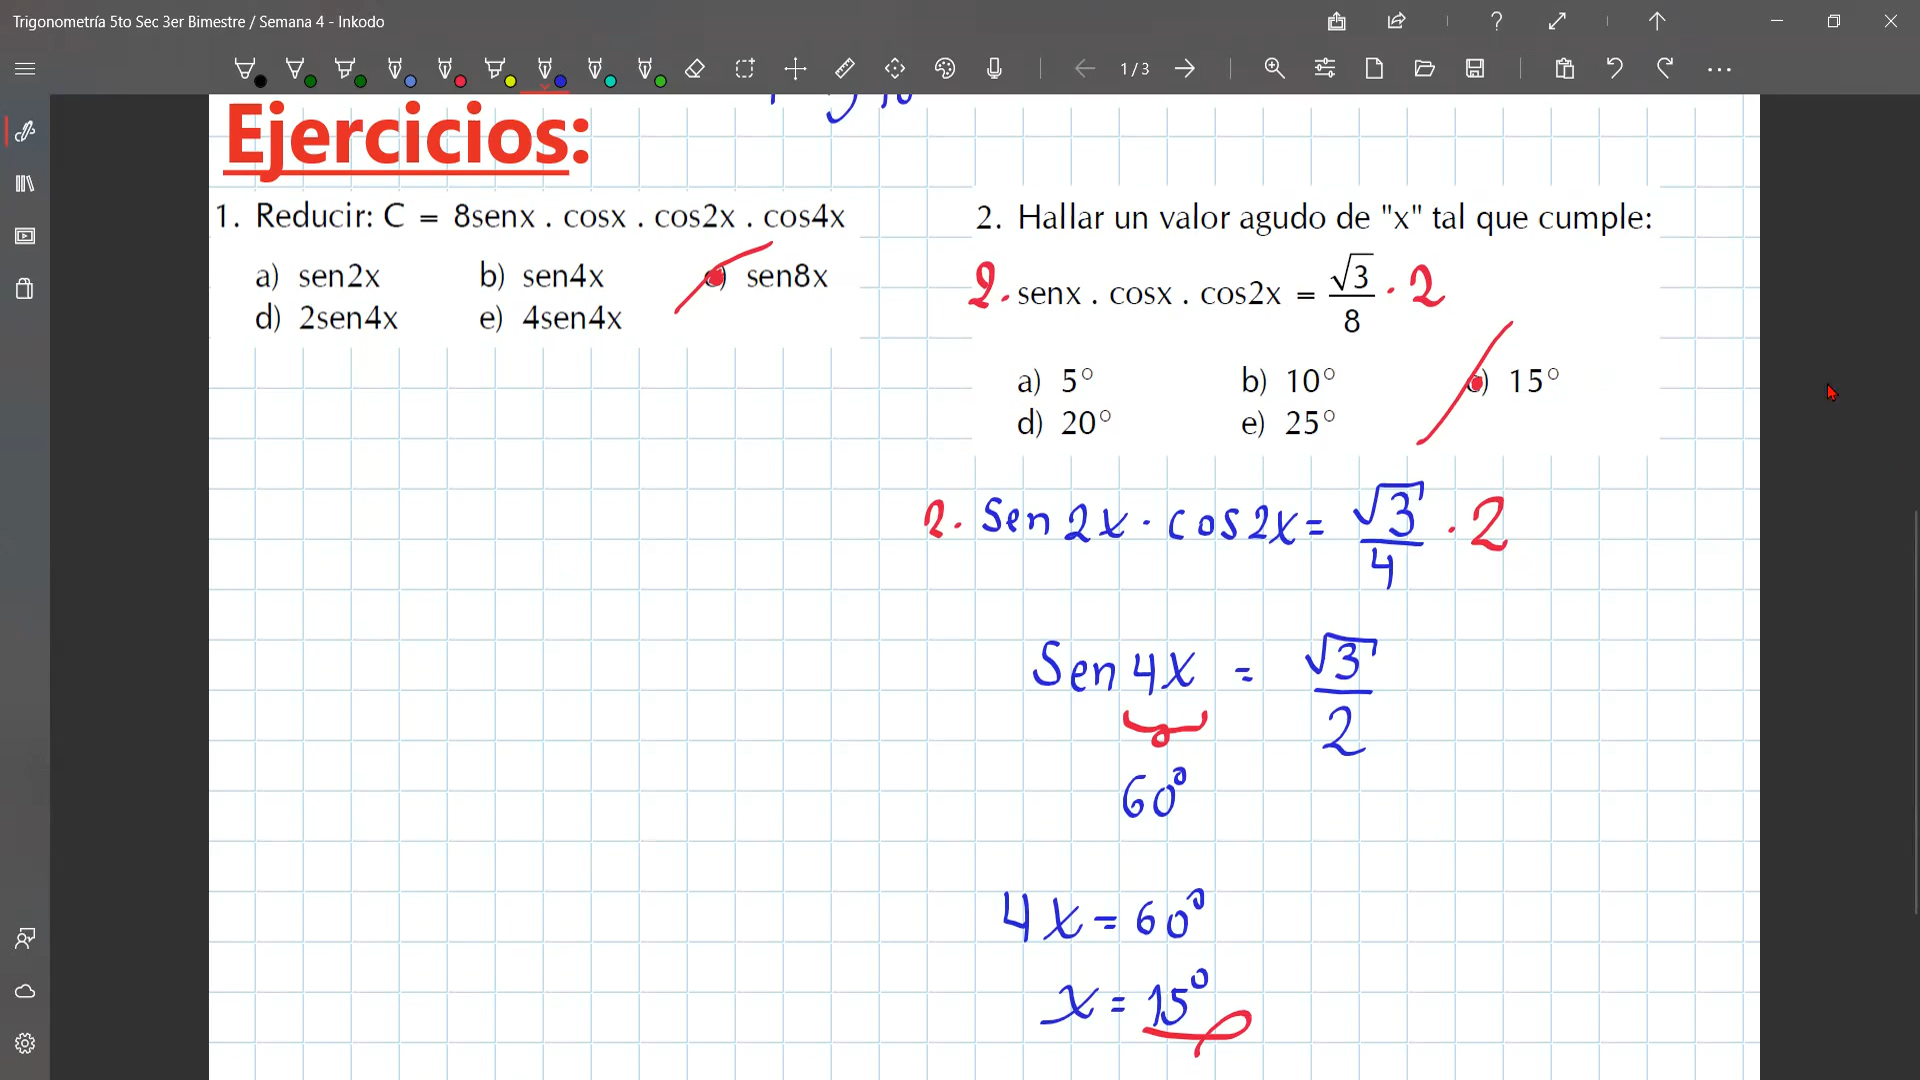 Trigonometría 5to Sec 3er Bimestre / Semana 4 - Inkodo
1 / 3
Ejercicios:
1. Reducir: C = 8senx . cosx . cos2x . cos4x
a) sen2x b) sen4x c) sen8x
d) 2sen4x e) 4sen4x
2. Hallar un valor agudo de "x" tal que cumple:
2. senx . cosx . cos2x = √3/8 . 2
a) 5° b) 10° c) 15°
d) 20° e) 25°
2. Sen 2x . cos 2x = √3/4 . 2
Sen 4x = √3/2
60°
4x = 60°
x = 15°